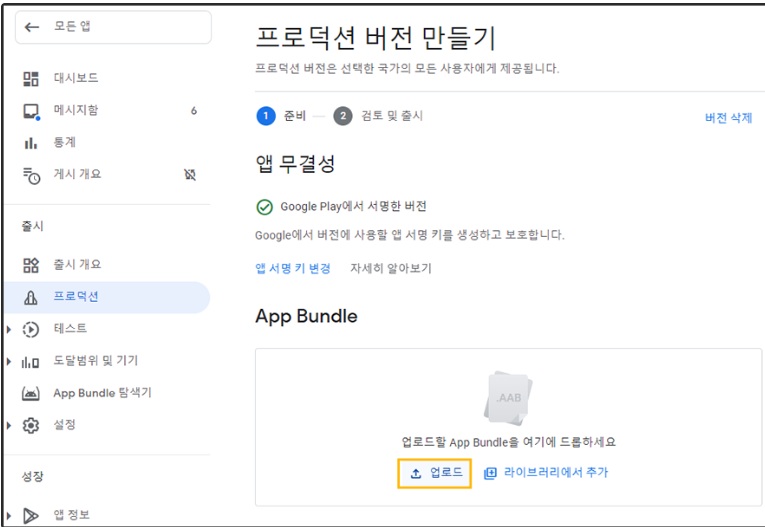 모든 앱
대시보드
메시지함 6
통계
게시 개요
출시
출시 개요
프로덕션
테스트
도달범위 및 기기
App Bundle 탐색기
설정
성장
앱 정보
프로덕션 버전 만들기
프로덕션 버전은 선택한 국가의 모든 사용자에게 제공됩니다.
1 준비 2 검토 및 출시 버전 삭제
앱 무결성
Google Play에서 서명한 버전
Google에서 버전에 사용할 앱 서명 키를 생성하고 보호합니다.
앱 서명 키 변경 자세히 알아보기
App Bundle
.AAB
업로드할 App Bundle을 여기에 드롭하세요
업로드 라이브러리에서 추가